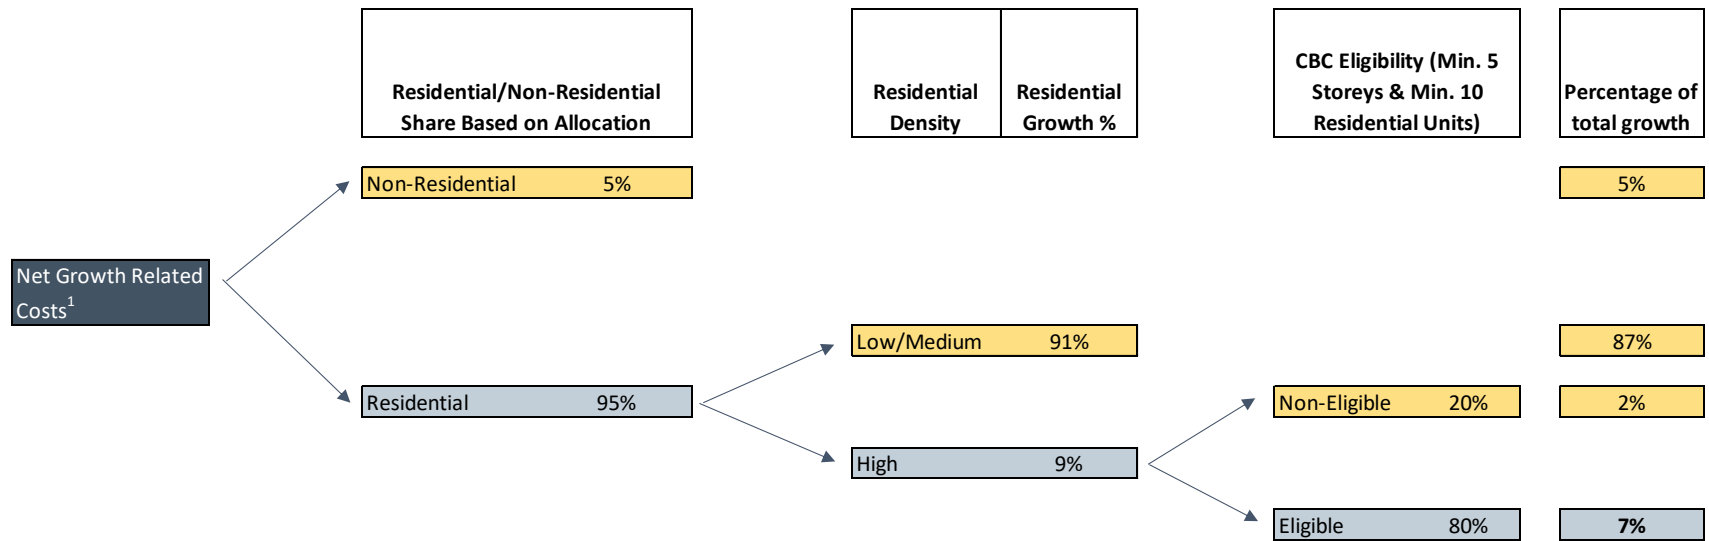 Residential/Non-Residential
Share Based on Allocation
Residential
Density
Residential
Growth %
CBC Eligibility (Min. 5
Storeys & Min. 10
Residential Units)
Percentage of
total growth
Non-Residential 5%
5%
Net Growth Related
Costs1
Low/Medium 91%
87%
Residential 95%
Non-Eligible 20%
2%
High 9%
Eligible 80%
7%